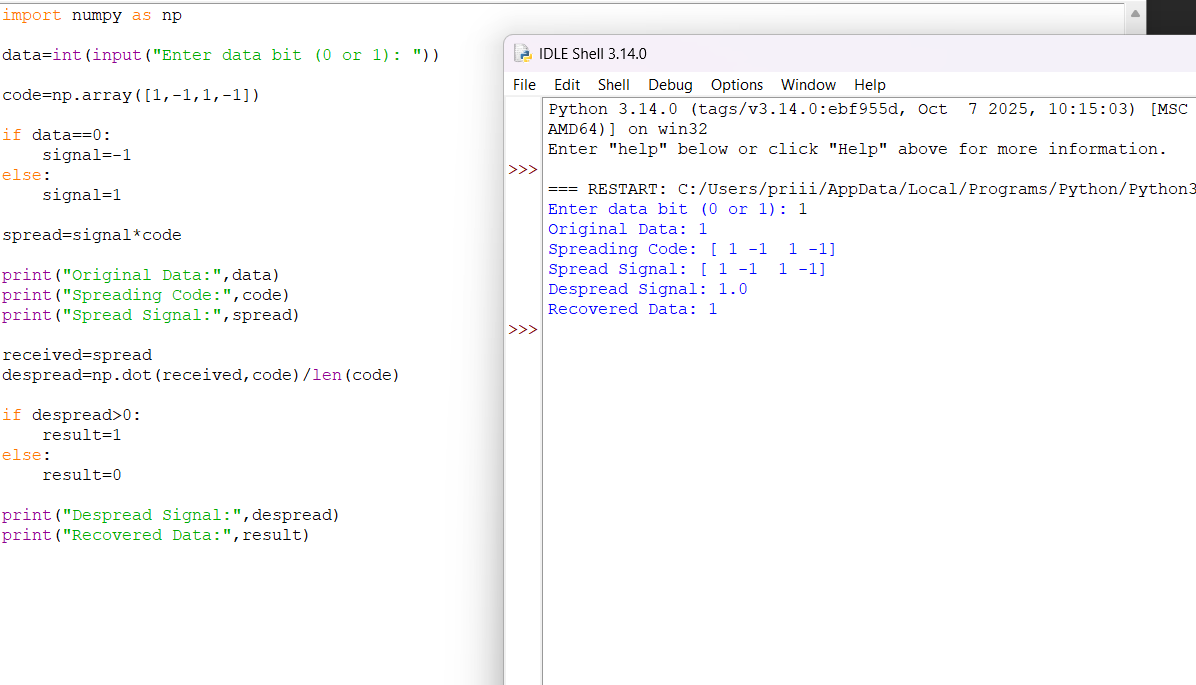 import numpy as np
data=int(input("Enter data bit (0 or 1): "))
code=np.array([1,-1,1,-1])
if data==0:
    signal=-1
else:
    signal=1
spread=signal*code
print("Original Data:",data)
print("Spreading Code:",code)
print("Spread Signal:",spread)
received=spread
despread=np.dot(received,code)/len(code)
if despread>0:
    result=1
else:
    result=0
print("Despread Signal:",despread)
print("Recovered Data:",result)
IDLE Shell 3.14.0
File Edit Shell Debug Options Window Help
Python 3.14.0 (tags/v3.14.0:ebf955d, Oct  7 2025, 10:15:03) [MSC
AMD64)] on win32
Enter "help" below or click "Help" above for more information.
>>>
=== RESTART: C:/Users/priii/AppData/Local/Programs/Python/Python3
Enter data bit (0 or 1): 1
Original Data: 1
Spreading Code: [ 1 -1  1 -1]
Spread Signal: [ 1 -1  1 -1]
Despread Signal: 1.0
Recovered Data: 1
>>>